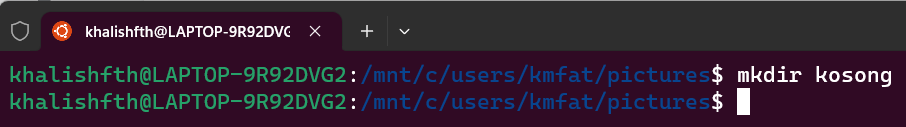 khalishfth@LAPTOP-9R92DVG
khalishfth@LAPTOP-9R92DVG2:/mnt/c/users/kmfat/pictures$ mkdir kosong
khalishfth@LAPTOP-9R92DVG2:/mnt/c/users/kmfat/pictures$